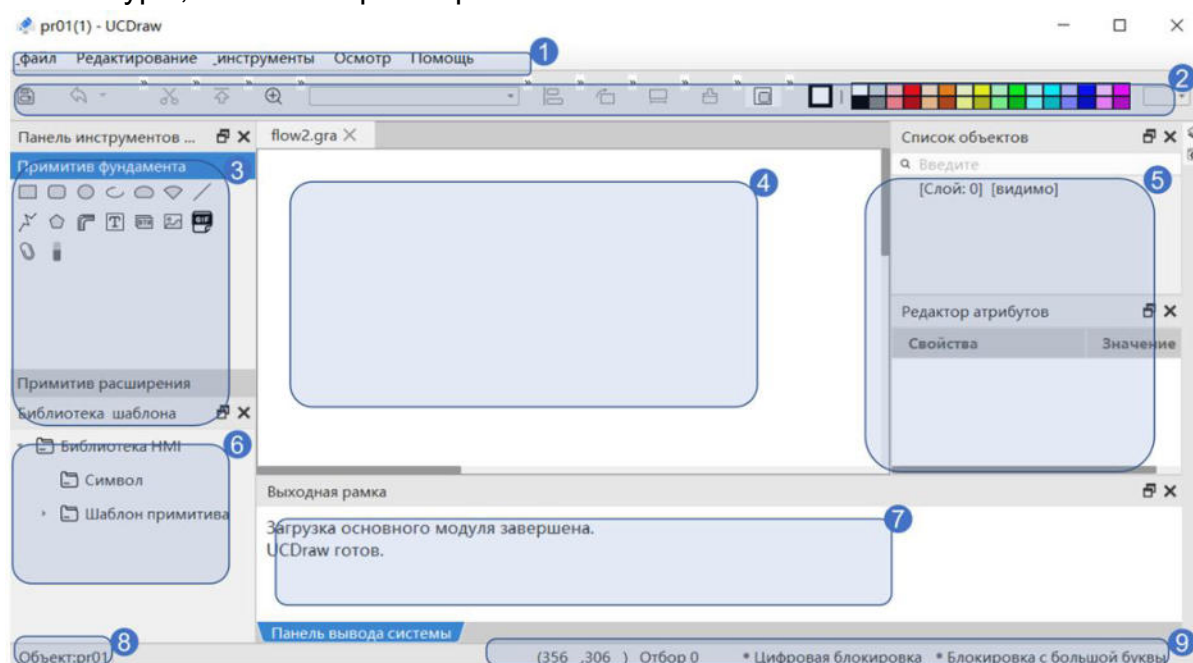 pr01(1) - UCDraw
_файл Редактирование _инструменты Осмотр Помощь
1
2
Панель инструментов ...
flow2.gra
Список объектов
Примитив фундамента
3
Введите
4
5
[Слой: 0] [видимо]
T
GIF
Редактор атрибутов
Свойства Значение
Примитив расширения
Библиотека шаблона
Библиотека HMI
6
Символ
Шаблон примитива
Выходная рамка
7
Загрузка основного модуля завершена.
UCDraw готов.
Панель вывода системы
8
9
Объект:pr01
(356 ,306 ) Отбор 0 * Цифровая блокировка * Блокировка с большой буквы